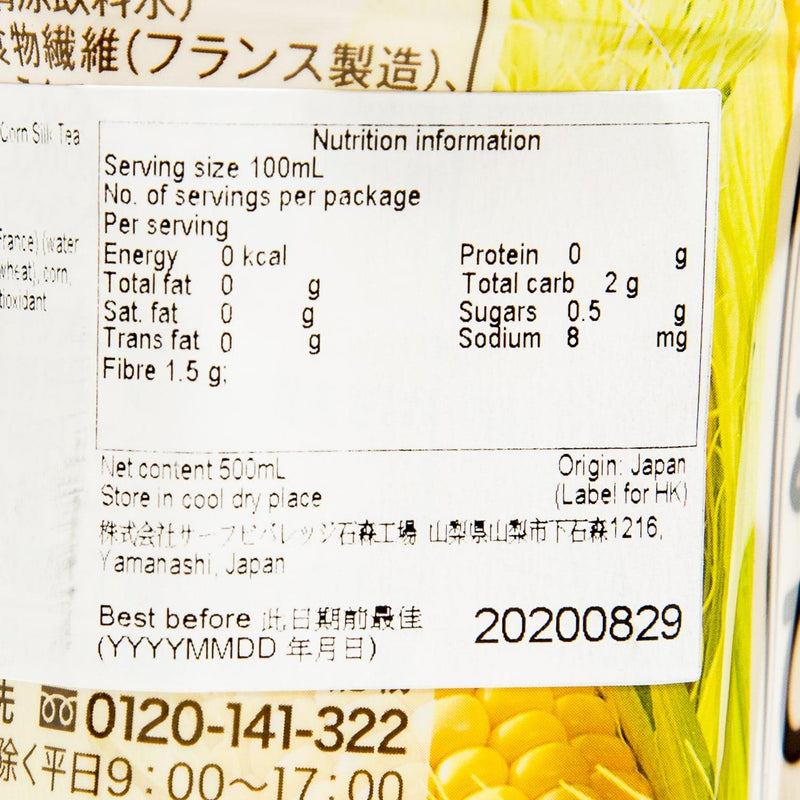 物繊維(フランス製造)、
Corn Silk Tea
France) (water
wheat), corn,
tioxidant
Nutrition information
Serving size 100mL
No. of servings per package
Per serving
Energy 0 kcal Protein 0 g
Total fat 0 g Total carb 2 g
Sat. fat 0 g Sugars 0.5 g
Trans fat 0 g Sodium 8 mg
Fibre 1.5 g;
Net content 500mL Origin: Japan
Store in cool dry place (Label for HK)
株式会社サーフビバレッジ石森工場 山梨県山梨市下石森1216,
Yamanashi, Japan
Best before 此日期前最佳 20200829
(YYYYMMDD 年月日)
先 0120-141-322
除く平日9:00～17:00